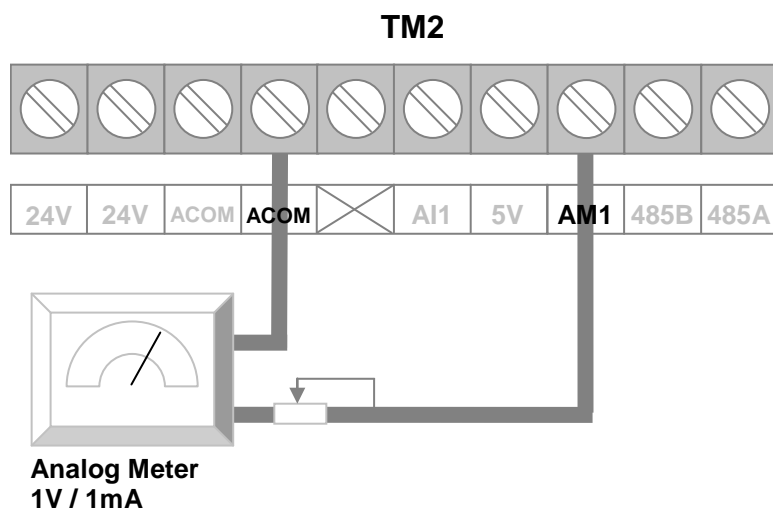 TM2
24V 24V ACOM ACOM AI1 5V AM1 485B 485A
Analog Meter
1V / 1mA